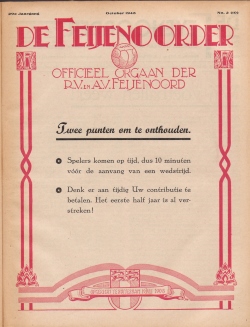 October 1940
DE FEIJENOORDER
OFFICIEEL ORGAAN DER
R.V. EN A.V. FEIJENOORD
Twee punten om te onthouden.
Spelers komen op tijd, dus 10 minuten
vóór de aanvang van een wedstrijd.
Denk er aan tijdig Uw contributie te
betalen. Het eerste half jaar is al ver-
streken!